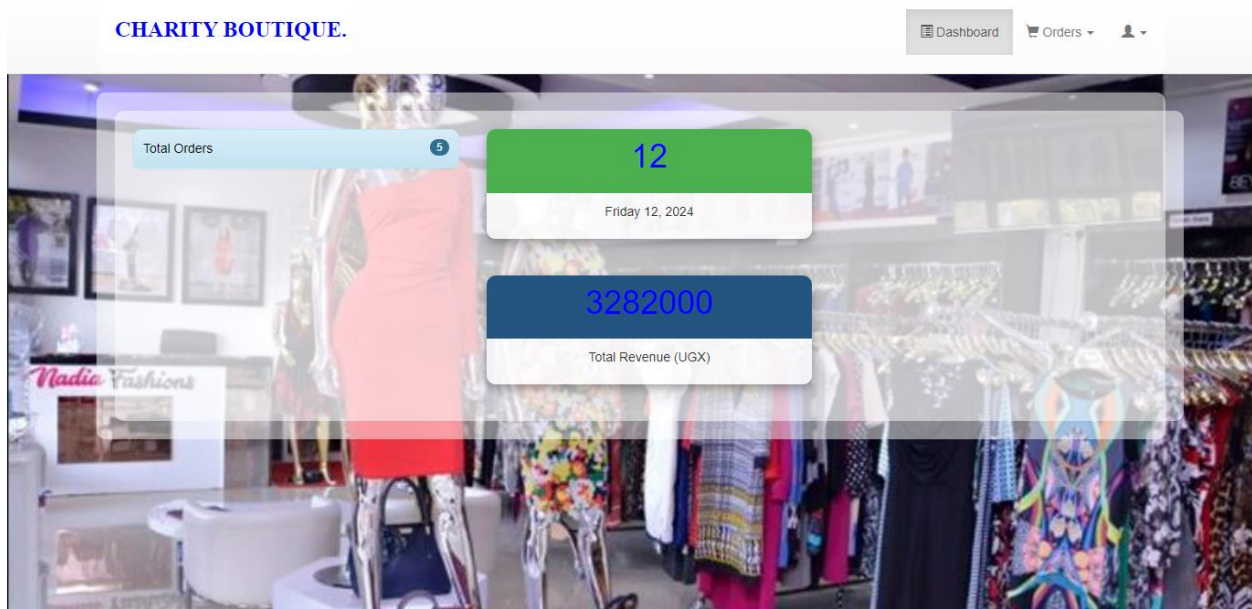 CHARITY BOUTIQUE.
Dashboard
Orders
Total Orders
5
12
Friday 12, 2024
3282000
Total Revenue (UGX)
Nadia Fashions